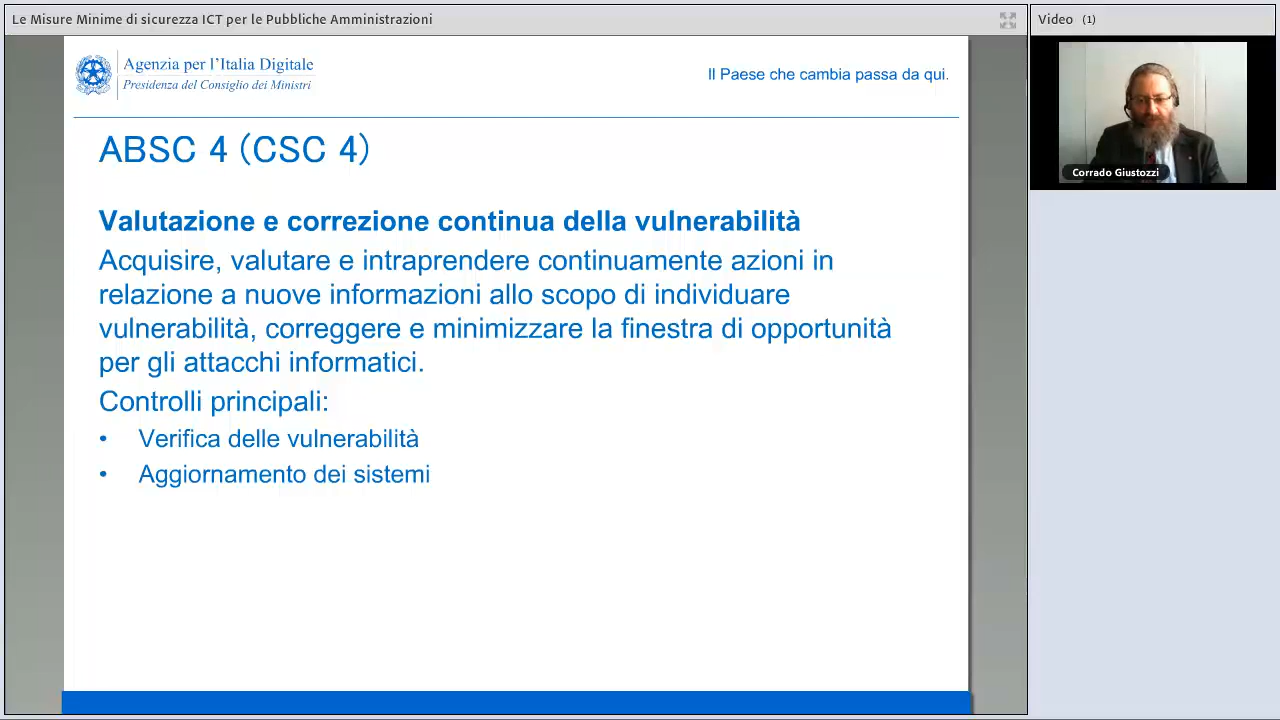 Le Misure Minime di sicurezza ICT per le Pubbliche Amministrazioni
Video (1)
Agenzia per l'Italia Digitale
Presidenza del Consiglio dei Ministri
Il Paese che cambia passa da qui.
Corrado Giustozzi
ABSC 4 (CSC 4)
Valutazione e correzione continua della vulnerabilità
Acquisire, valutare e intraprendere continuamente azioni in
relazione a nuove informazioni allo scopo di individuare
vulnerabilità, correggere e minimizzare la finestra di opportunità
per gli attacchi informatici.
Controlli principali:
• Verifica delle vulnerabilità
• Aggiornamento dei sistemi